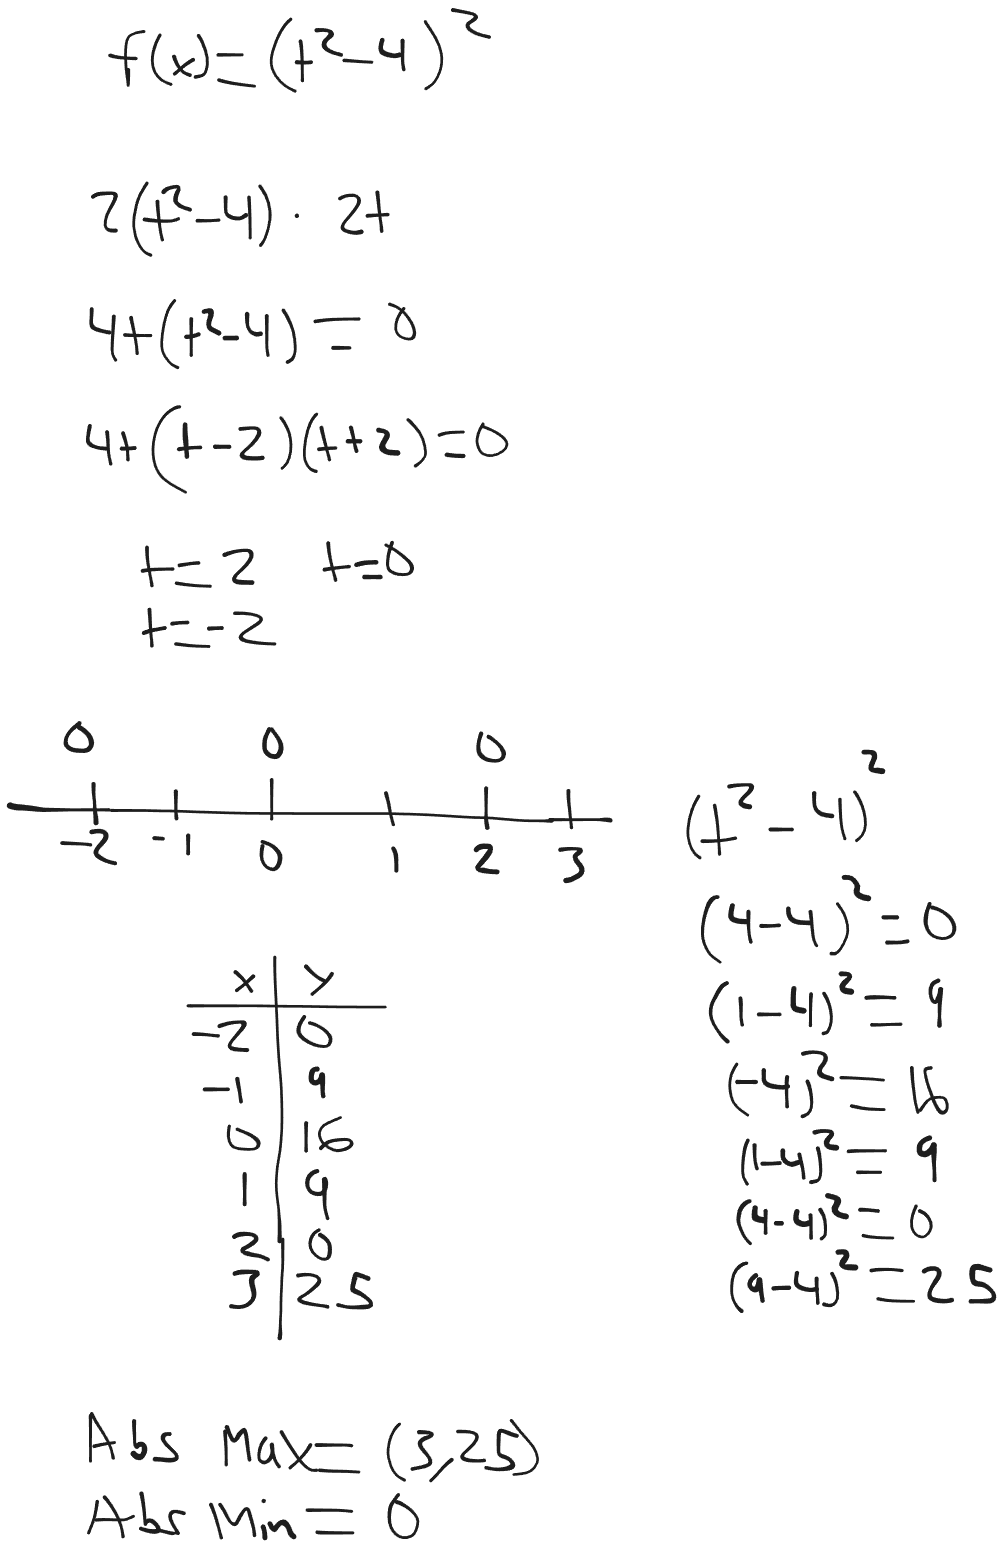 f(x)=(t²-4)²
2(t²-4) · 2t
4t(t²-4) = 0
4t(t-2)(t+2)=0
t=2 t=0
t=-2
0 0 0
-2 -1 0 1 2 3
(t²-4)²
(4-4)²=0
(1-4)²=9
(-4)²=16
(1-4)²=9
(4-4)²=0
(9-4)²=25
x y
-2 0
-1 9
0 16
1 9
2 0
3 25
Abs Max=(3,25)
Abs Min=0